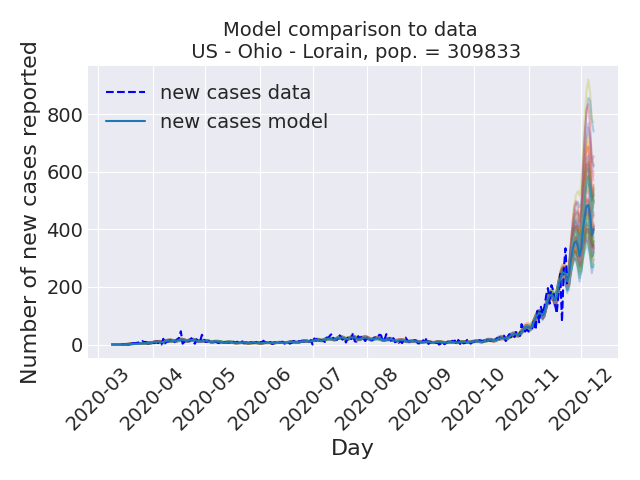 Model comparison to data
US - Ohio - Lorain, pop. = 309833
Number of new cases reported
new cases data
new cases model
800
600
400
200
0
2020-03
2020-04
2020-05
2020-06
2020-07
2020-08
2020-09
2020-10
2020-11
2020-12
Day